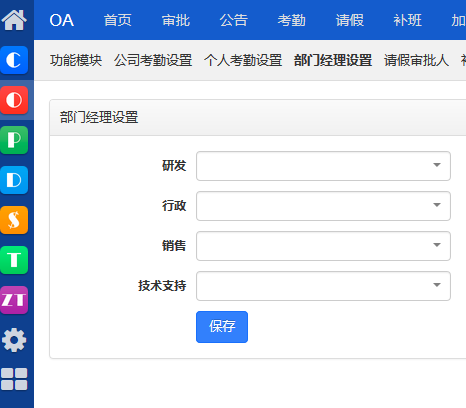 OA 首页 审批 公告 考勤 请假 补班 加
功能模块 公司考勤设置 个人考勤设置 部门经理设置 请假审批人
部门经理设置
研发
行政
销售
技术支持
保存
C
O
P
D
S
T
ZT